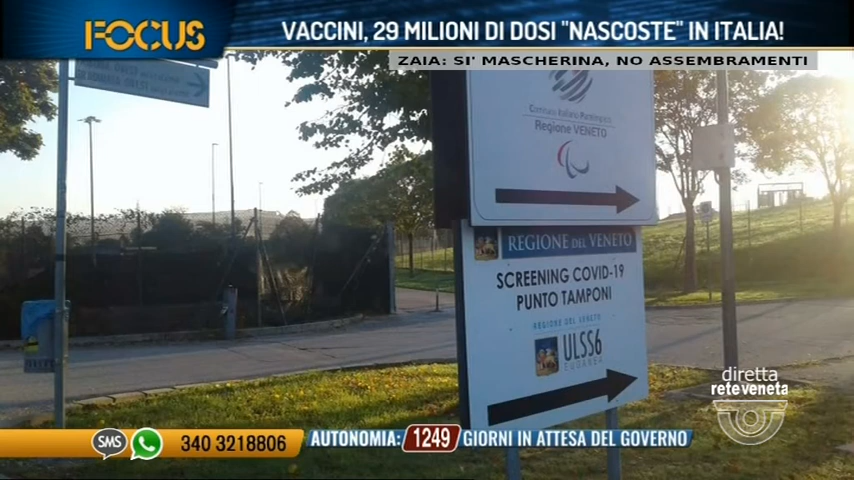 FOCUS
VACCINI, 29 MILIONI DI DOSI "NASCOSTE" IN ITALIA!
ZAIA: SI' MASCHERINA, NO ASSEMBRAMENTI
Comitato Italiano Paralimpico
Regione VENETO
REGIONE DEL VENETO
SCREENING COVID-19
PUNTO TAMPONI
REGIONE DEL VENETO
ULSS6
EUGANEA
diretta
reteveneta
SMS
340 3218806
AUTONOMIA: 1249 GIORNI IN ATTESA DEL GOVERNO